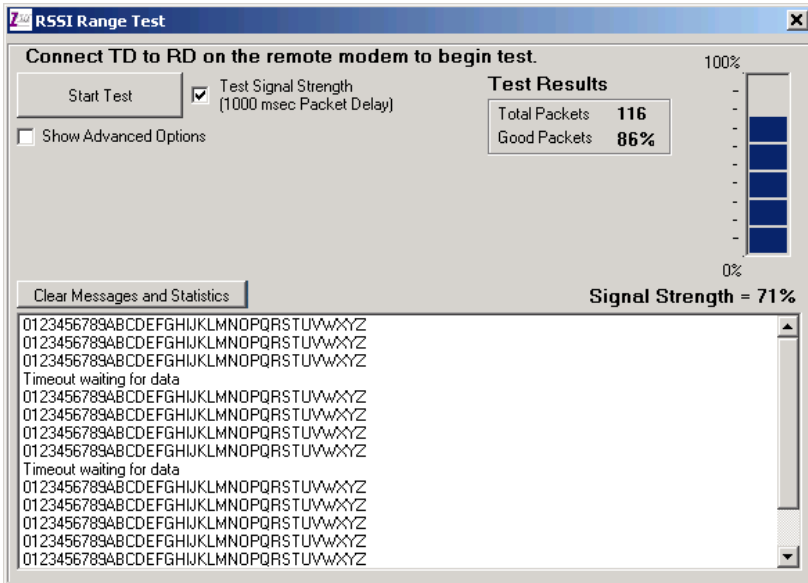 RSSI Range Test
Connect TD to RD on the remote modem to begin test.
Start Test
Test Signal Strength
(1000 msec Packet Delay)
Show Advanced Options
Test Results
Total Packets 116
Good Packets 86%
100%
0%
Signal Strength = 71%
Clear Messages and Statistics
0123456789ABCDEFGHIJKLMNOPQRSTUVwXYZ
0123456789ABCDEFGHIJKLMNOPQRSTUVwXYZ
0123456789ABCDEFGHIJKLMNOPQRSTUVwXYZ
Timeout waiting for data
0123456789ABCDEFGHIJKLMNOPQRSTUVwXYZ
0123456789ABCDEFGHIJKLMNOPQRSTUVwXYZ
0123456789ABCDEFGHIJKLMNOPQRSTUVwXYZ
0123456789ABCDEFGHIJKLMNOPQRSTUVwXYZ
Timeout waiting for data
0123456789ABCDEFGHIJKLMNOPQRSTUVwXYZ
0123456789ABCDEFGHIJKLMNOPQRSTUVwXYZ
0123456789ABCDEFGHIJKLMNOPQRSTUVwXYZ
0123456789ABCDEFGHIJKLMNOPQRSTUVwXYZ
0123456789ABCDEFGHIJKLMNOPQRSTUVwXYZ